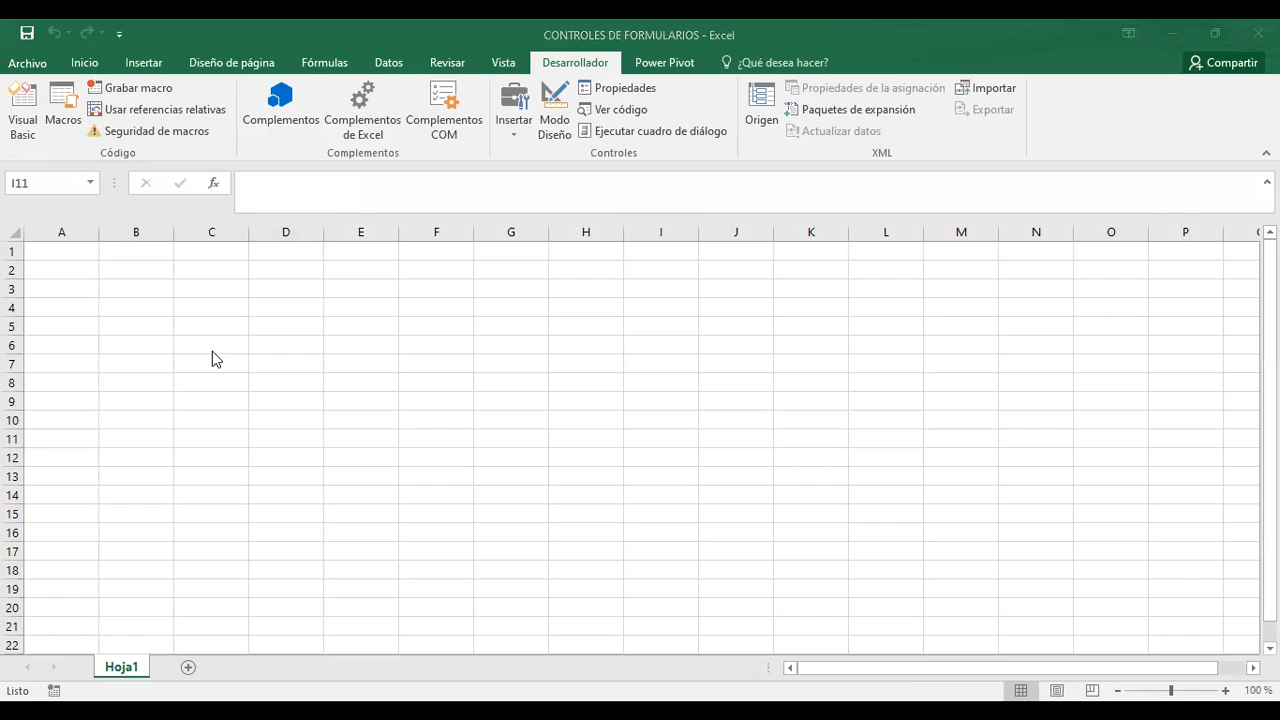 CONTROLES DE FORMULARIOS - Excel
Archivo Inicio Insertar Diseño de página Fórmulas Datos Revisar Vista Desarrollador Power Pivot ¿Qué desea hacer? Compartir
Visual Basic
Macros
Grabar macro
Usar referencias relativas
Seguridad de macros
Código
Complementos
Complementos de Excel
Complementos COM
Complementos
Insertar
Modo Diseño
Propiedades
Ver código
Ejecutar cuadro de diálogo
Controles
Origen
Propiedades de la asignación
Paquetes de expansión
Actualizar datos
Importar
Exportar
XML
I11
fx
A B C D E F G H I J K L M N O P
1
2
3
4
5
6
7
8
9
10
11
12
13
14
15
16
17
18
19
20
21
22
Hoja1
Listo
100 %